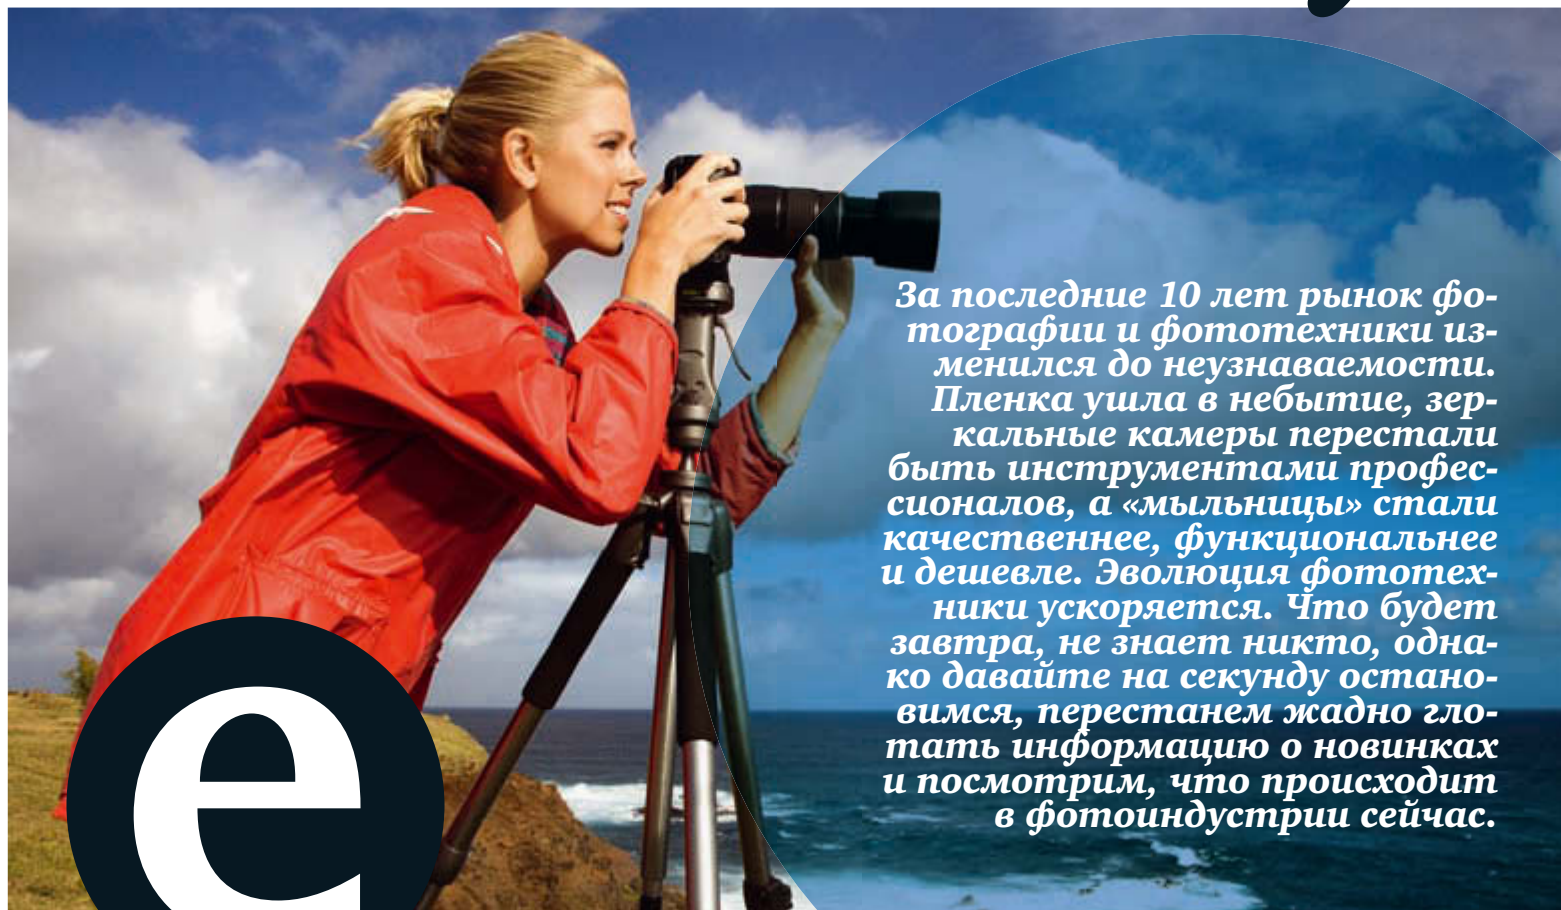 За последние 10 лет рынок фо-
тографии и фототехники из-
менился до неузнаваемости.
Пленка ушла в небытие, зер-
кальные камеры перестали
быть инструментами профес-
сионалов, а «мыльницы» стали
качественнее, функциональнее
и дешевле. Эволюция фототех-
ники ускоряется. Что будет
завтра, не знает никто, одна-
ко давайте на секунду остано-
вимся, перестанем жадно гло-
тать информацию о новинках
и посмотрим, что происходит
в фотоиндустрии сейчас.
е